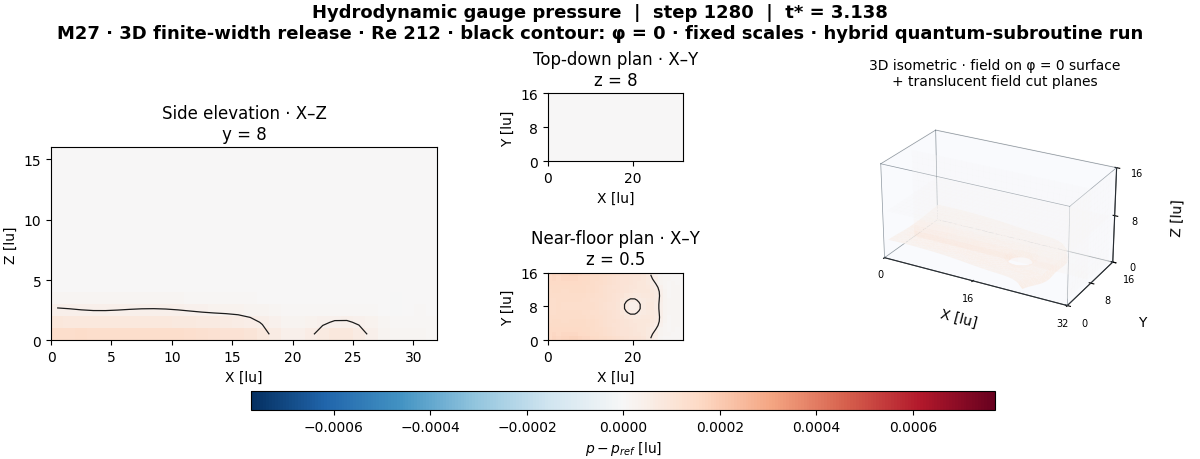 Hydrodynamic gauge pressure | step 1280 | t* = 3.138
M27 · 3D finite-width release · Re 212 · black contour: φ = 0 · fixed scales · hybrid quantum-subroutine run
Side elevation · X–Z
y = 8
15
10
5
0
Z [lu]
0 5 10 15 20 25 30
X [lu]
Top-down plan · X–Y
z = 8
16
8
0
Y [lu]
0 20
X [lu]
Near-floor plan · X–Y
z = 0.5
16
8
0
Y [lu]
0 20
X [lu]
3D isometric · field on φ = 0 surface
+ translucent field cut planes
16
8
0
Z [lu]
0 16 32
X [lu]
16
8
0
Y
−0.0006 −0.0004 −0.0002 0.0000 0.0002 0.0004 0.0006
p − p_ref [lu]